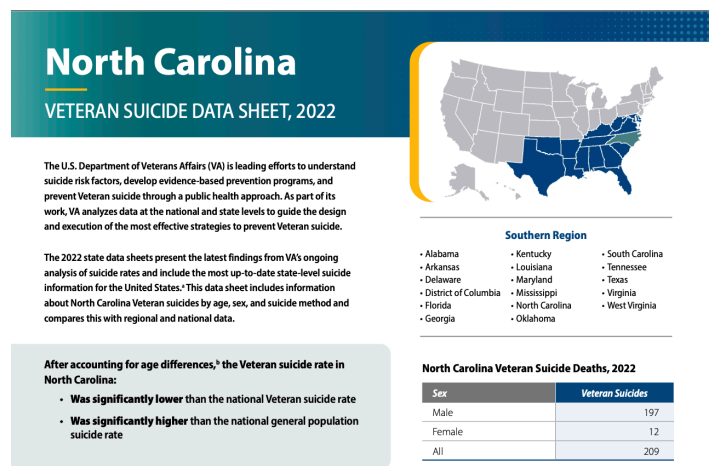 North Carolina
VETERAN SUICIDE DATA SHEET, 2022
The U.S. Department of Veterans Affairs (VA) is leading efforts to understand
suicide risk factors, develop evidence-based prevention programs, and
prevent Veteran suicide through a public health approach. As part of its
work, VA analyzes data at the national and state levels to guide the design
and execution of the most effective strategies to prevent Veteran suicide.
The 2022 state data sheets present the latest findings from VA's ongoing
analysis of suicide rates and include the most up-to-date state-level suicide
information for the United States.ª This data sheet includes information
about North Carolina Veteran suicides by age, sex, and suicide method and
compares this with regional and national data.
After accounting for age differences,ᵇ the Veteran suicide rate in
North Carolina:
• Was significantly lower than the national Veteran suicide rate
• Was significantly higher than the national general population
suicide rate
Southern Region
• Alabama
• Arkansas
• Delaware
• District of Columbia
• Florida
• Georgia
• Kentucky
• Louisiana
• Maryland
• Mississippi
• North Carolina
• Oklahoma
• South Carolina
• Tennessee
• Texas
• Virginia
• West Virginia
North Carolina Veteran Suicide Deaths, 2022
Sex Veteran Suicides
Male 197
Female 12
All 209